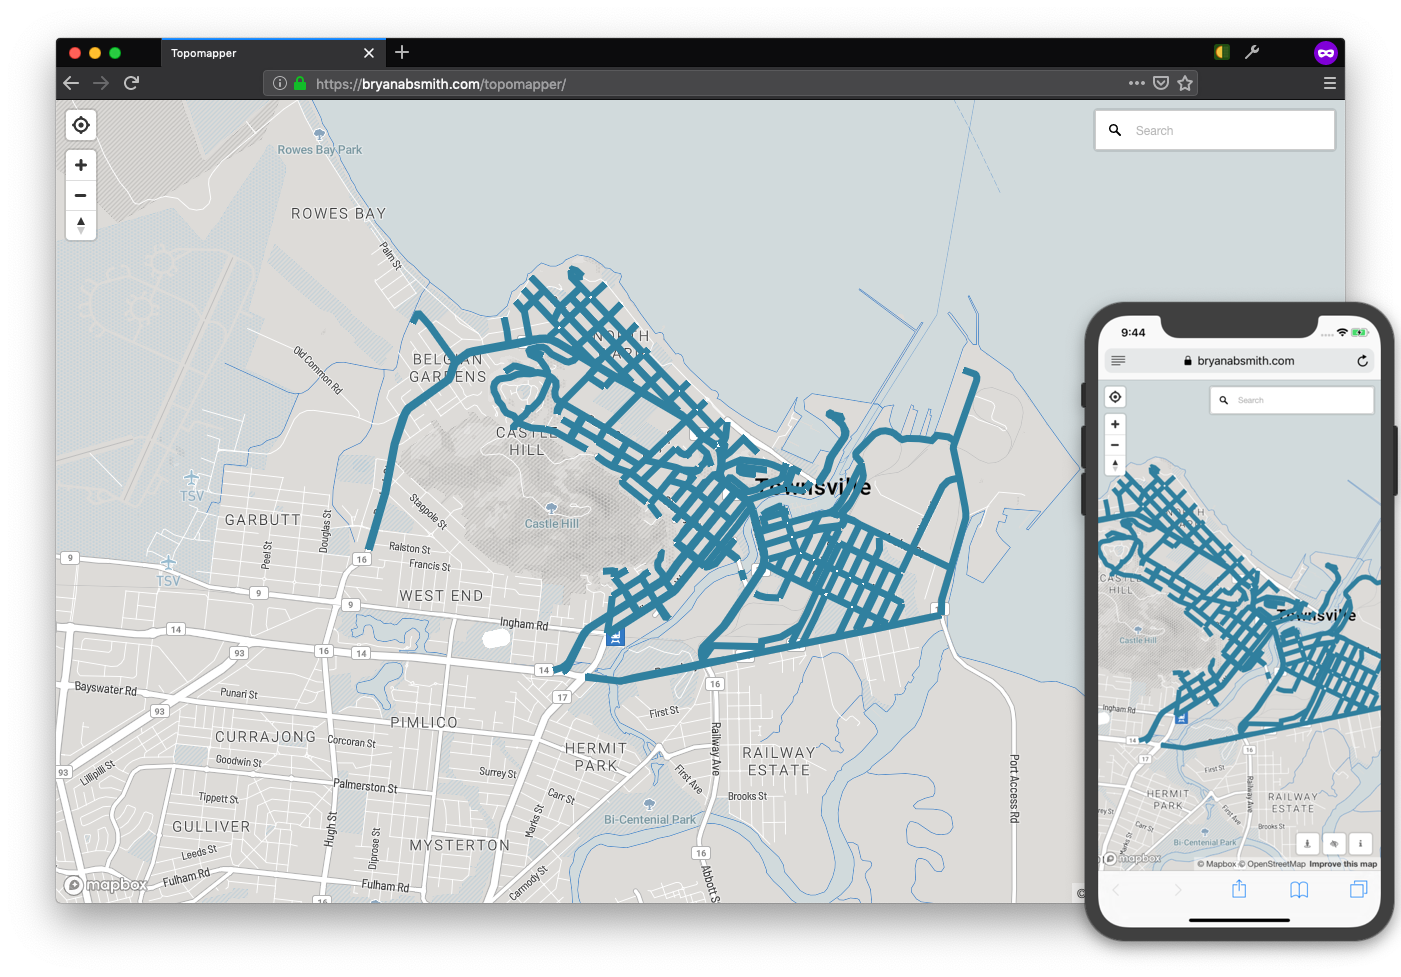 Topomapper
https://bryanabsmith.com/topomapper/
Search
Rowes Bay Park
ROWES BAY
Palm St
Old Common Rd
BELGIAN
GARDENS
NORTH
CASTLE
HILL
Castle Hill
Townsville
TSV
GARBUTT
Stagpole St
Douglas St
Peel St
Ralston St
Francis St
TSV
9
16
WEST END
9
9
Ingham Rd
14
16
14
93
14
Bayswater Rd
Punari St
93
17
16
PIMLICO
First St
CURRAJONG
Corcoran St
HERMIT
PARK
Railway Ave
RAILWAY
ESTATE
Goodwin St
93
Lillipilli St
Surrey St
First Ave
Port Access Rd
Palmerston St
Tippett St
Carr St
Brooks St
GULLIVER
Hugh St
Marks St
Bi-Centenial Park
Diprose St
MYSTERTON
Leeds St
16
Fulham Rd
Fulham Rd
Carmody St
Abbott S
mapbox
16
©
9:44
bryanabsmith.com
Search
NORTH
CASTLE
HILL
Castle Hill
Townsville
Ingham Rd
14
17
16
First St
HERMIT
PARK
Railway Ave
RAILWAY
ESTATE
rey St
First Ave
Carr St
Brooks St
Marks St
Bi-Centenial Park
mapbox
© Mapbox © OpenStreetMap Improve this map